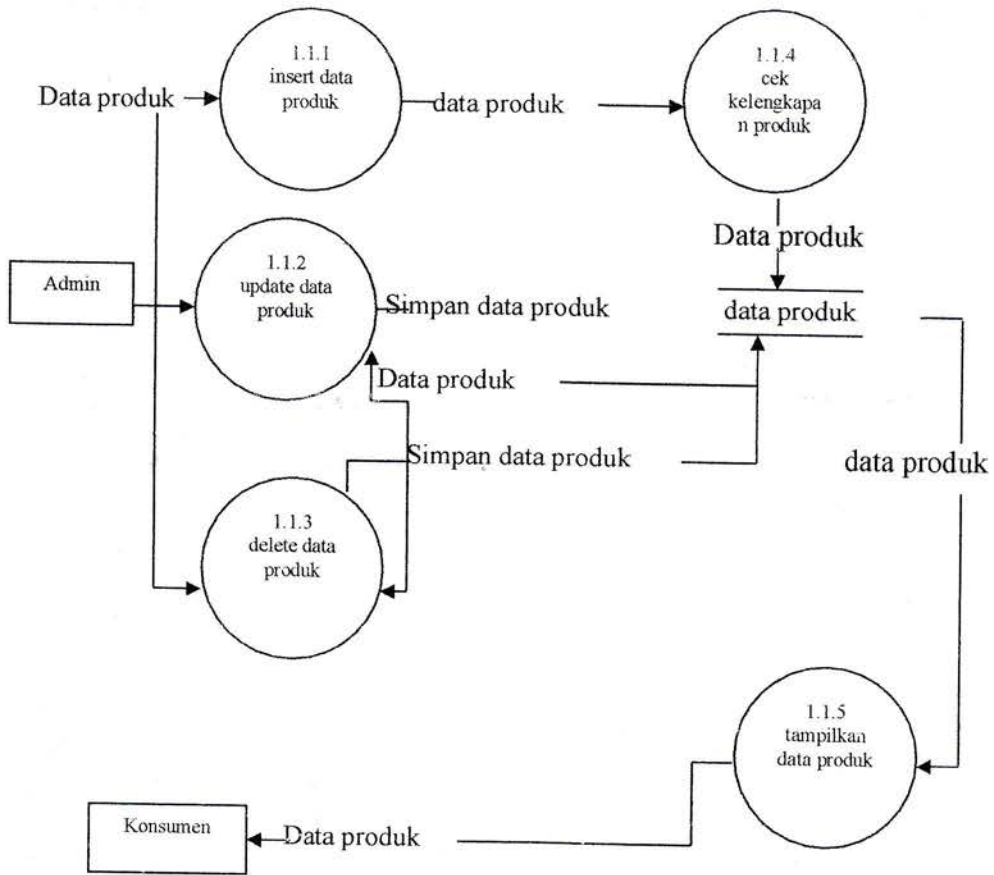 1.1.1
insert data
produk
1.1.4
cek
kelengkapa
n produk
Data produk
data produk
Data produk
1.1.2
update data
produk
Admin
Simpan data produk
data produk
Data produk
Simpan data produk
data produk
1.1.3
delete data
produk
1.1.5
tampilkan
data produk
Konsumen
Data produk